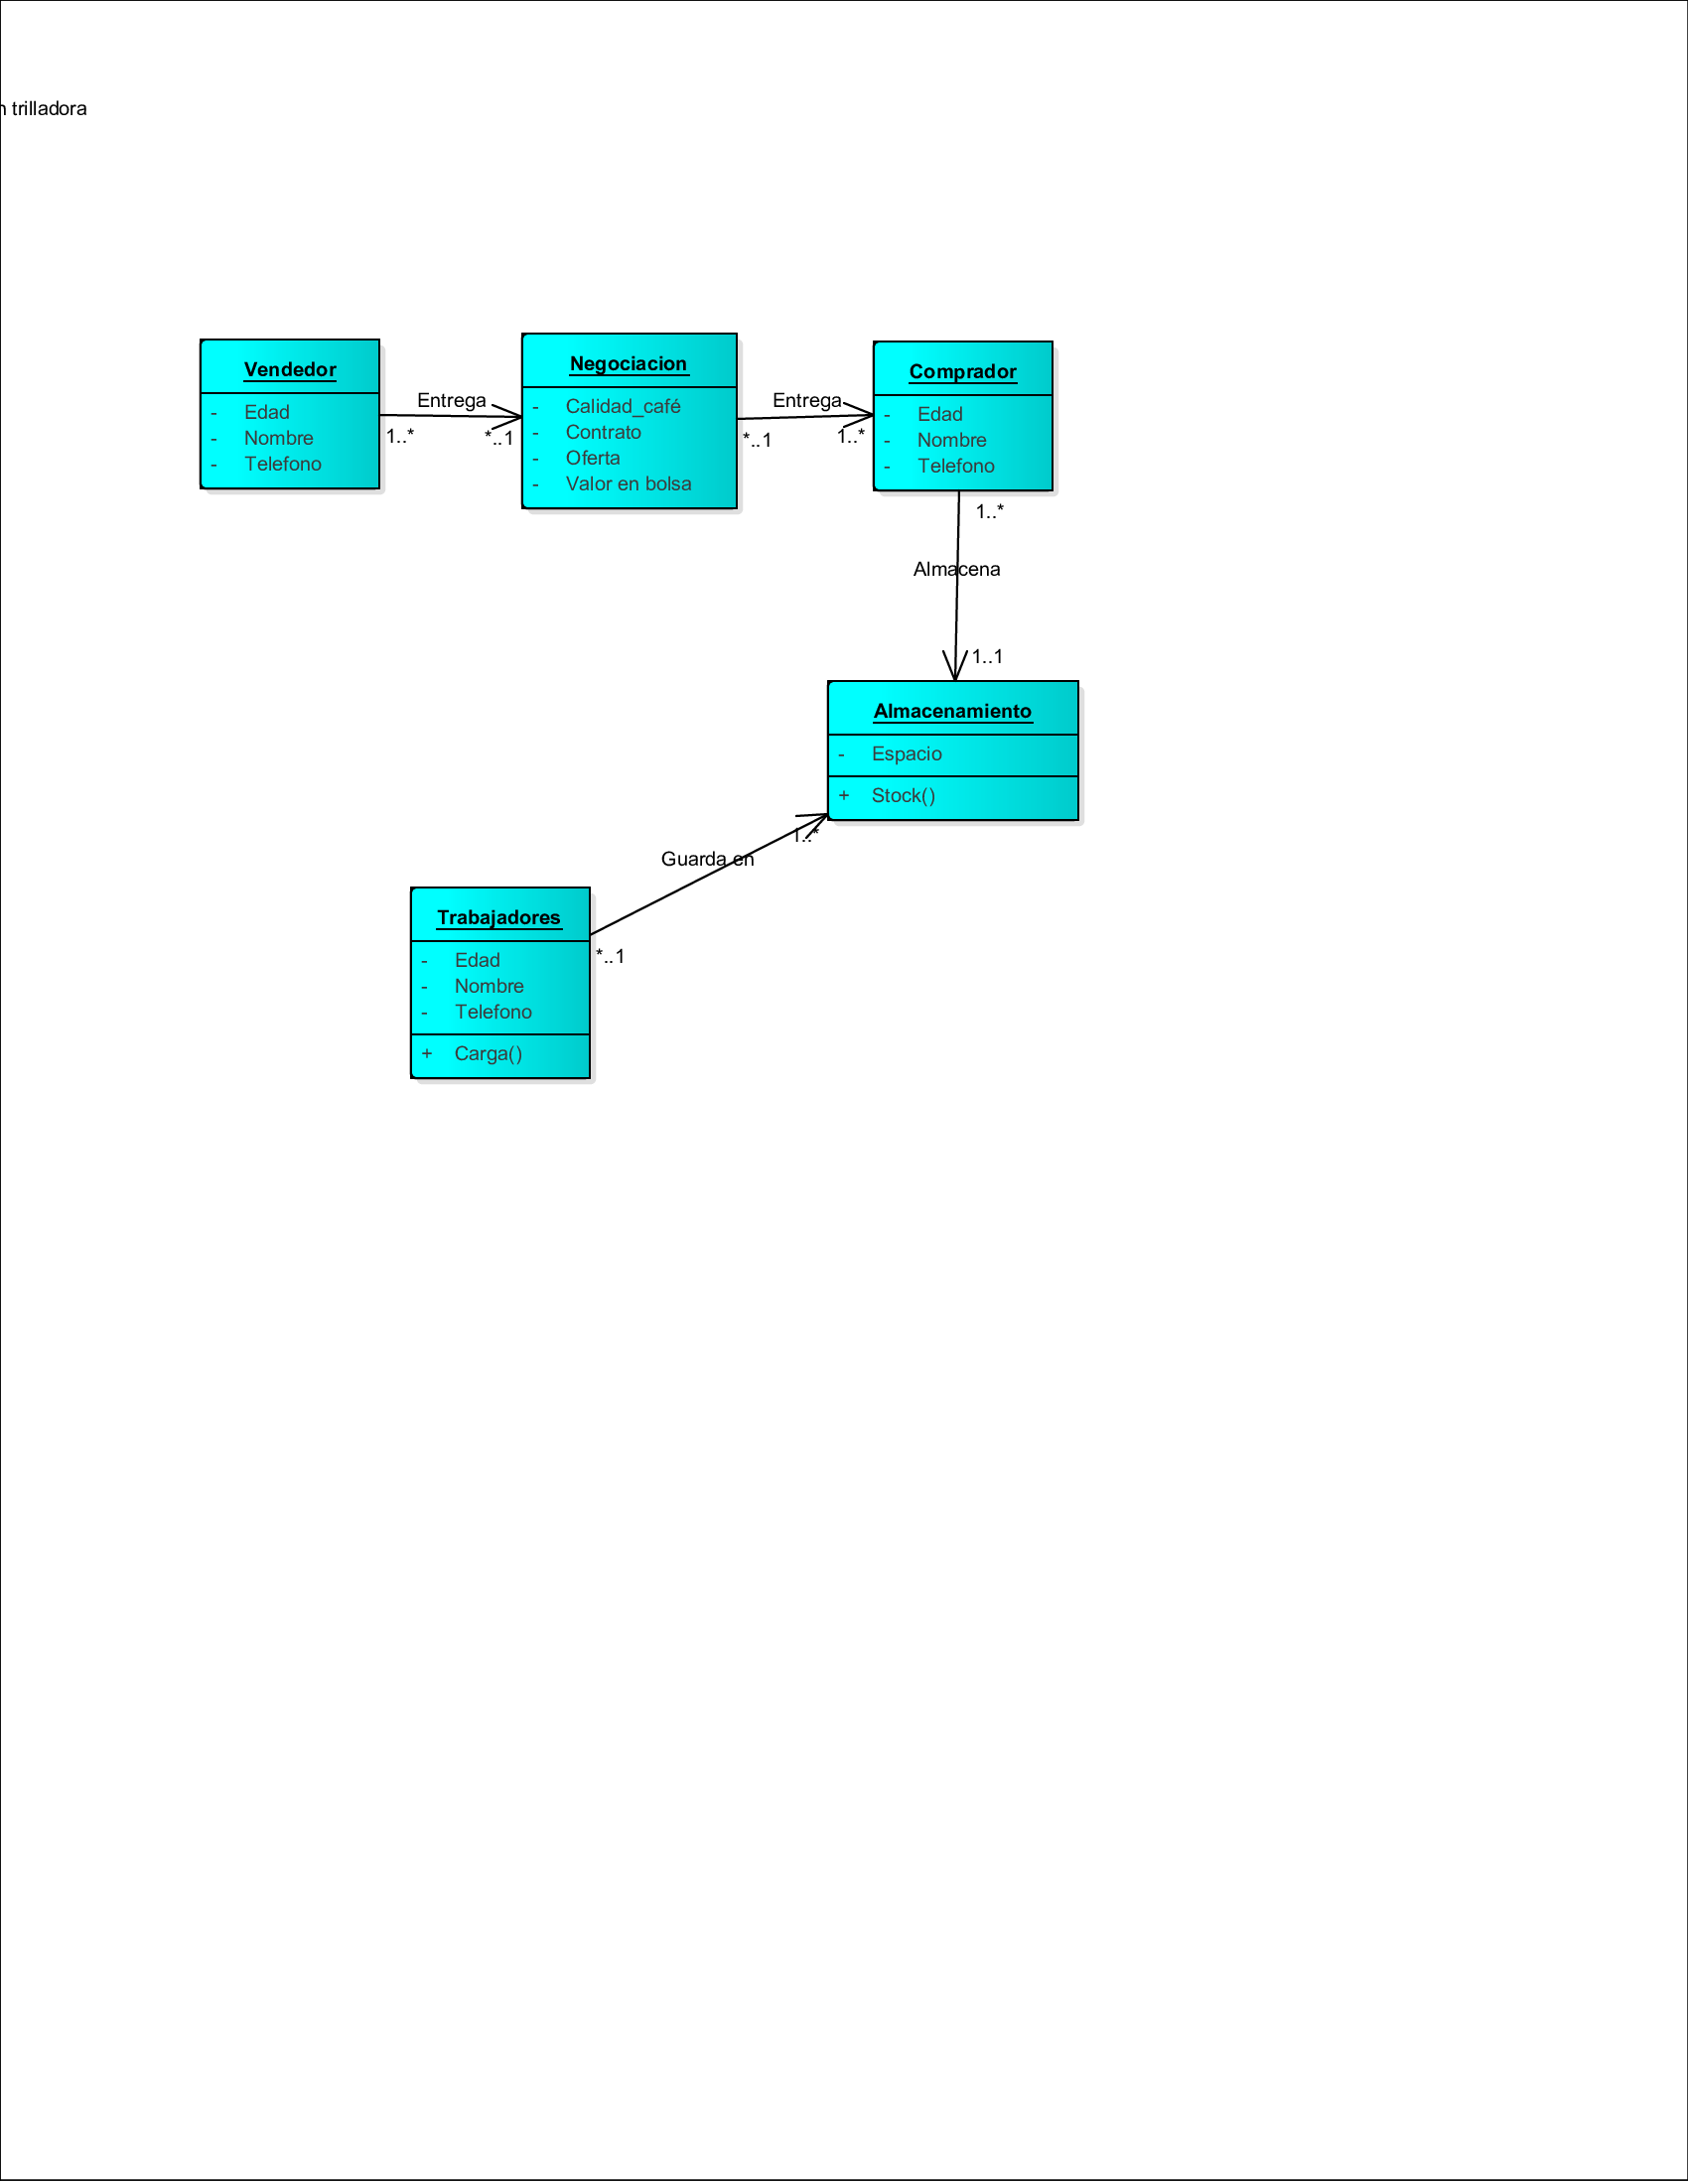 n trilladora
Vendedor
- Edad
- Nombre
- Telefono
Entrega
1..*
*..1
Negociacion
- Calidad_café
- Contrato
- Oferta
- Valor en bolsa
Entrega
*..1
1..*
Comprador
- Edad
- Nombre
- Telefono
1..*
Almacena
1..1
Almacenamiento
- Espacio
+ Stock()
1..*
Guarda en
*..1
Trabajadores
- Edad
- Nombre
- Telefono
+ Carga()